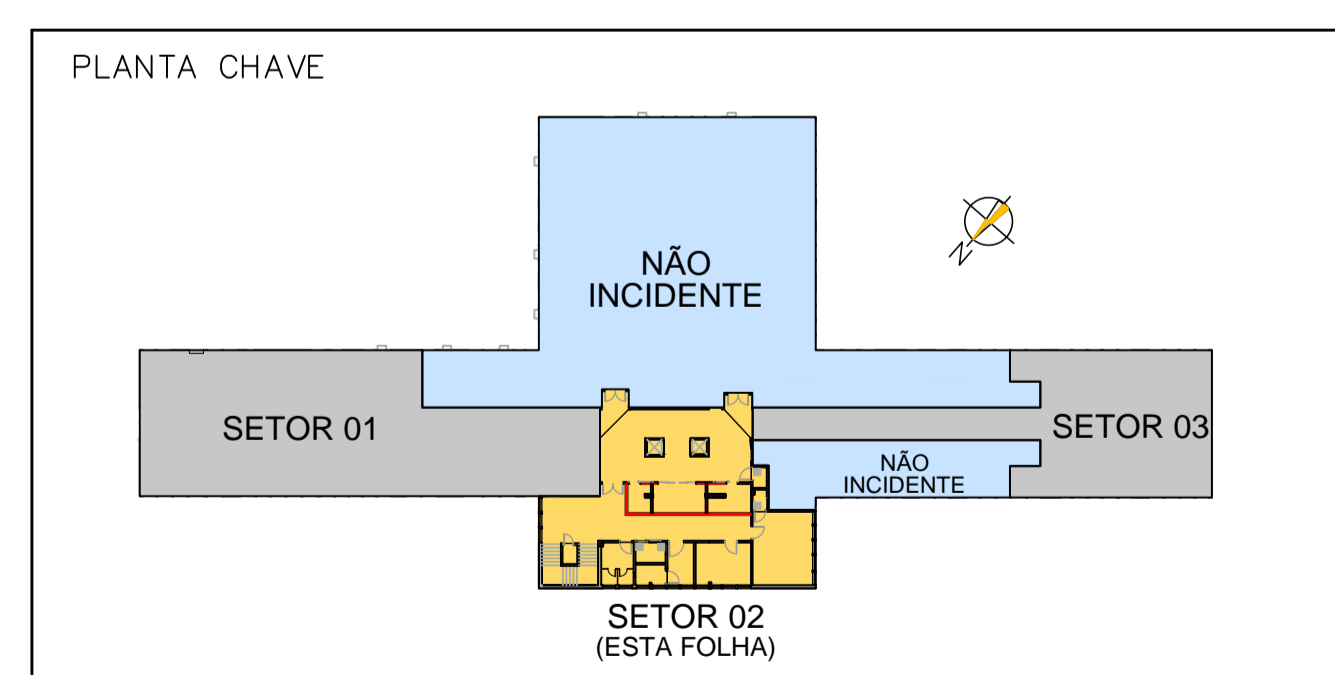 PLANTA CHAVE
NÃO
INCIDENTE
N
SETOR 01
SETOR 03
NÃO
INCIDENTE
SETOR 02
(ESTA FOLHA)